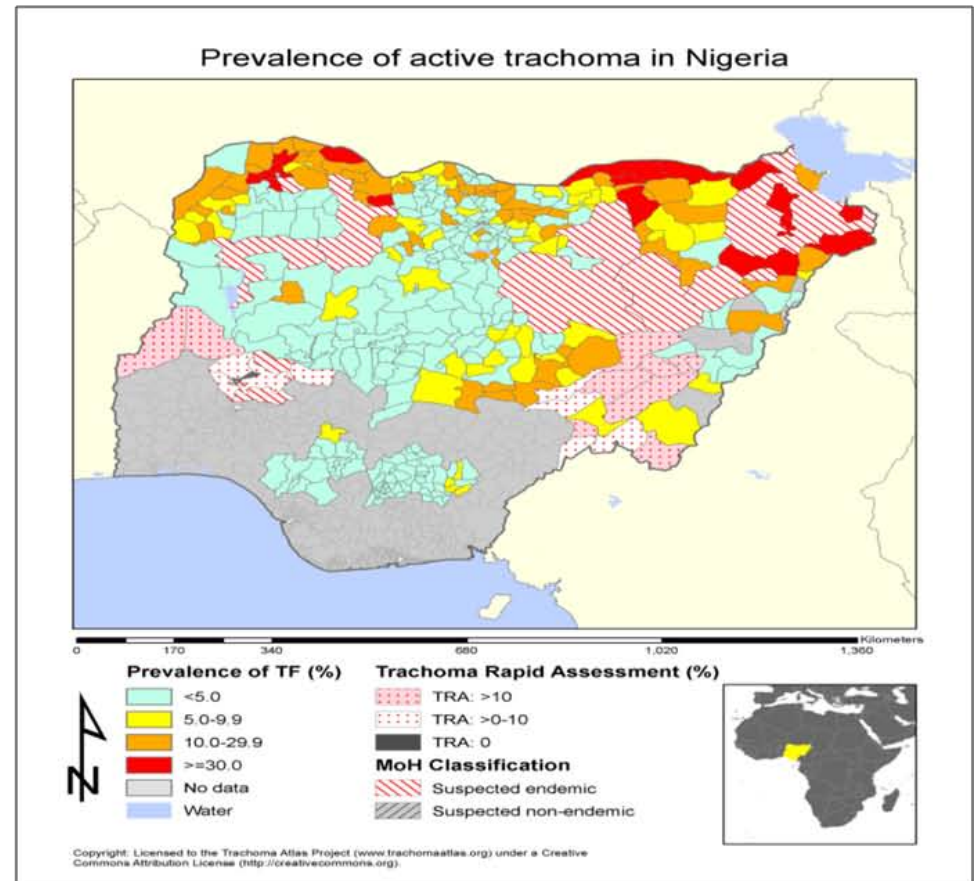 Prevalence of active trachoma in Nigeria
Kilometers
0 170 340 680 1,020 1,360
Prevalence of TF (%)
<5.0
5.0-9.9
10.0-29.9
>=30.0
No data
Water
Trachoma Rapid Assessment (%)
TRA: >10
TRA: >0-10
TRA: 0
MoH Classification
Suspected endemic
Suspected non-endemic
N
Copyright: Licensed to the Trachoma Atlas Project (www.trachomaatlas.org) under a Creative
Commons Attribution License (http://creativecommons.org).